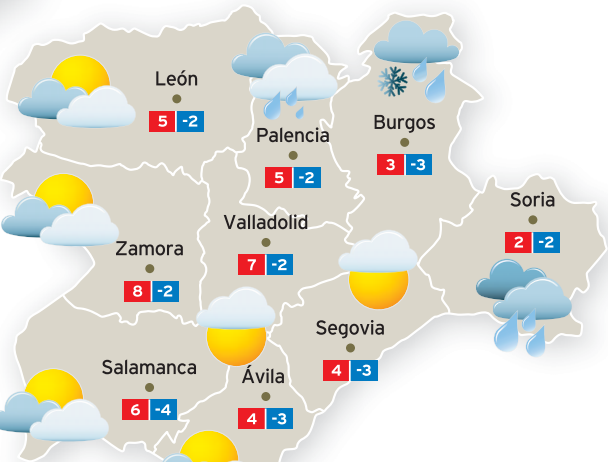 León
5 -2
Palencia
5 -2
Burgos
3 -3
Soria
2 -2
Valladolid
7 -2
Zamora
8 -2
Segovia
4 -3
Salamanca
6 -4
Ávila
4 -3